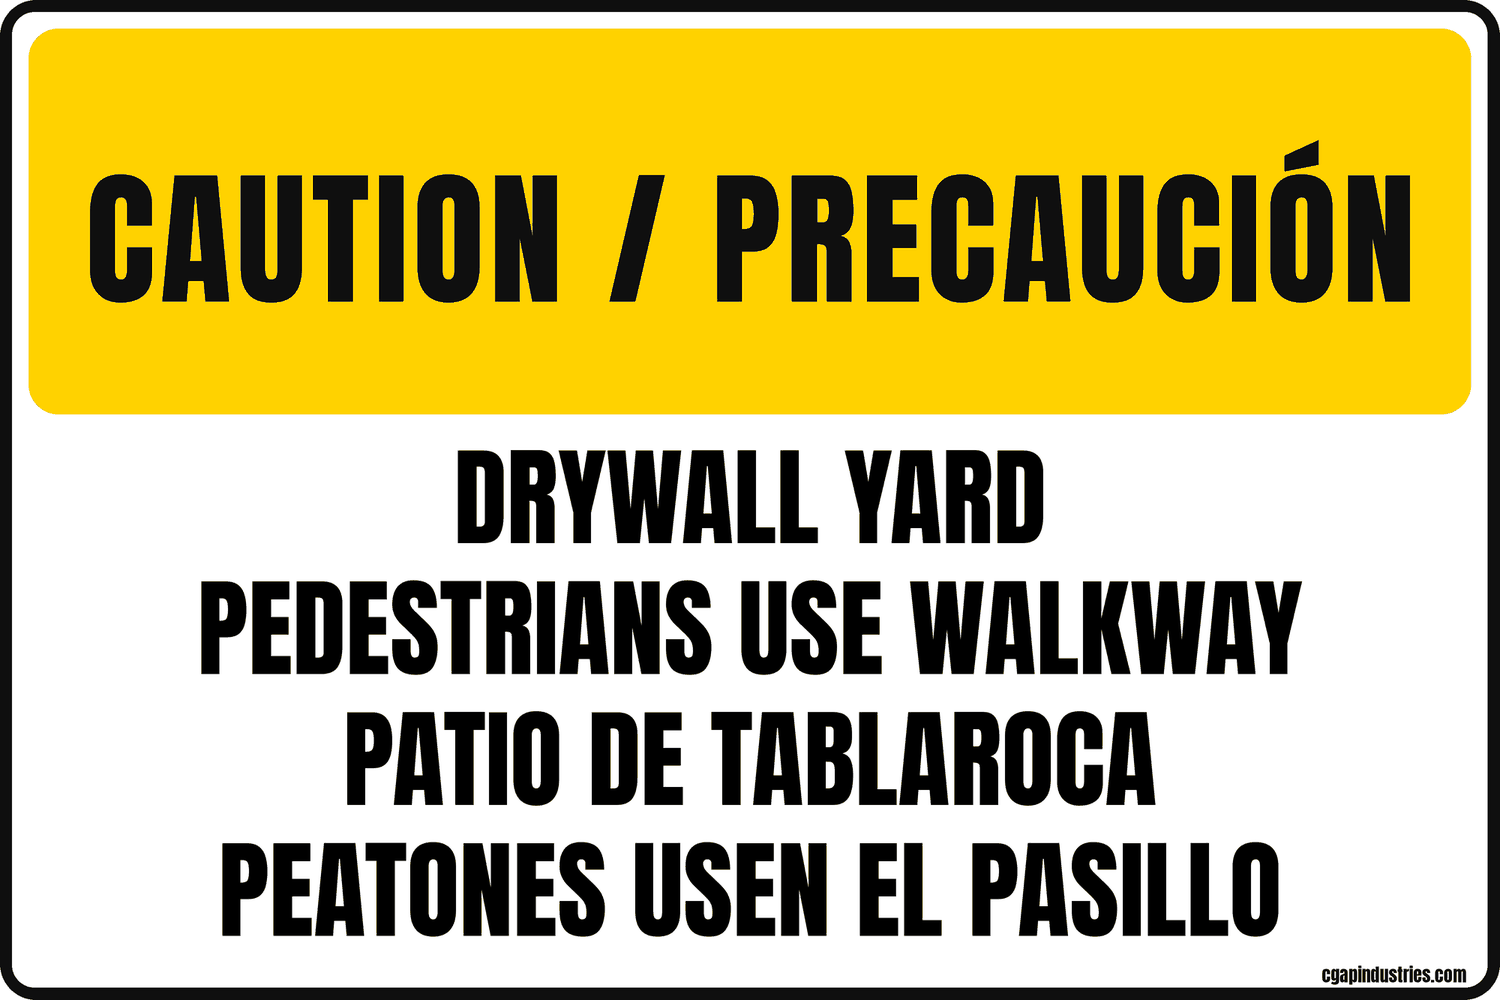 CAUTION / PRECAUCIÓN
DRYWALL YARD
PEDESTRIANS USE WALKWAY
PATIO DE TABLAROCA
PEATONES USEN EL PASILLO
cgapindustries.com